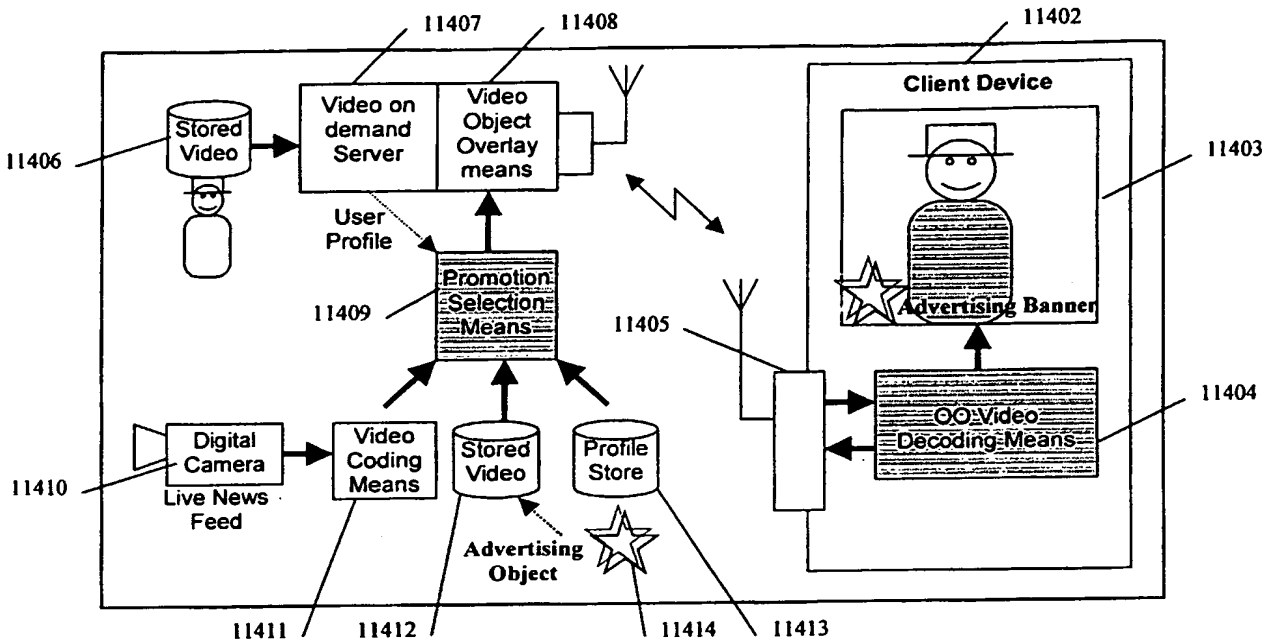 11407
11408
11402
Client Device
Stored
Video
Video on
demand
Server
Video
Object
Overlay
means
11406
11403
User
Profile
Promotion
Selection
Means
11409
Advertising Banner
11405
OO Video
Decoding Means
11404
Digital
Camera
Video
Coding
Means
Stored
Video
Profile
Store
11410
Live News
Feed
Advertising
Object
11411
11412
11414
11413